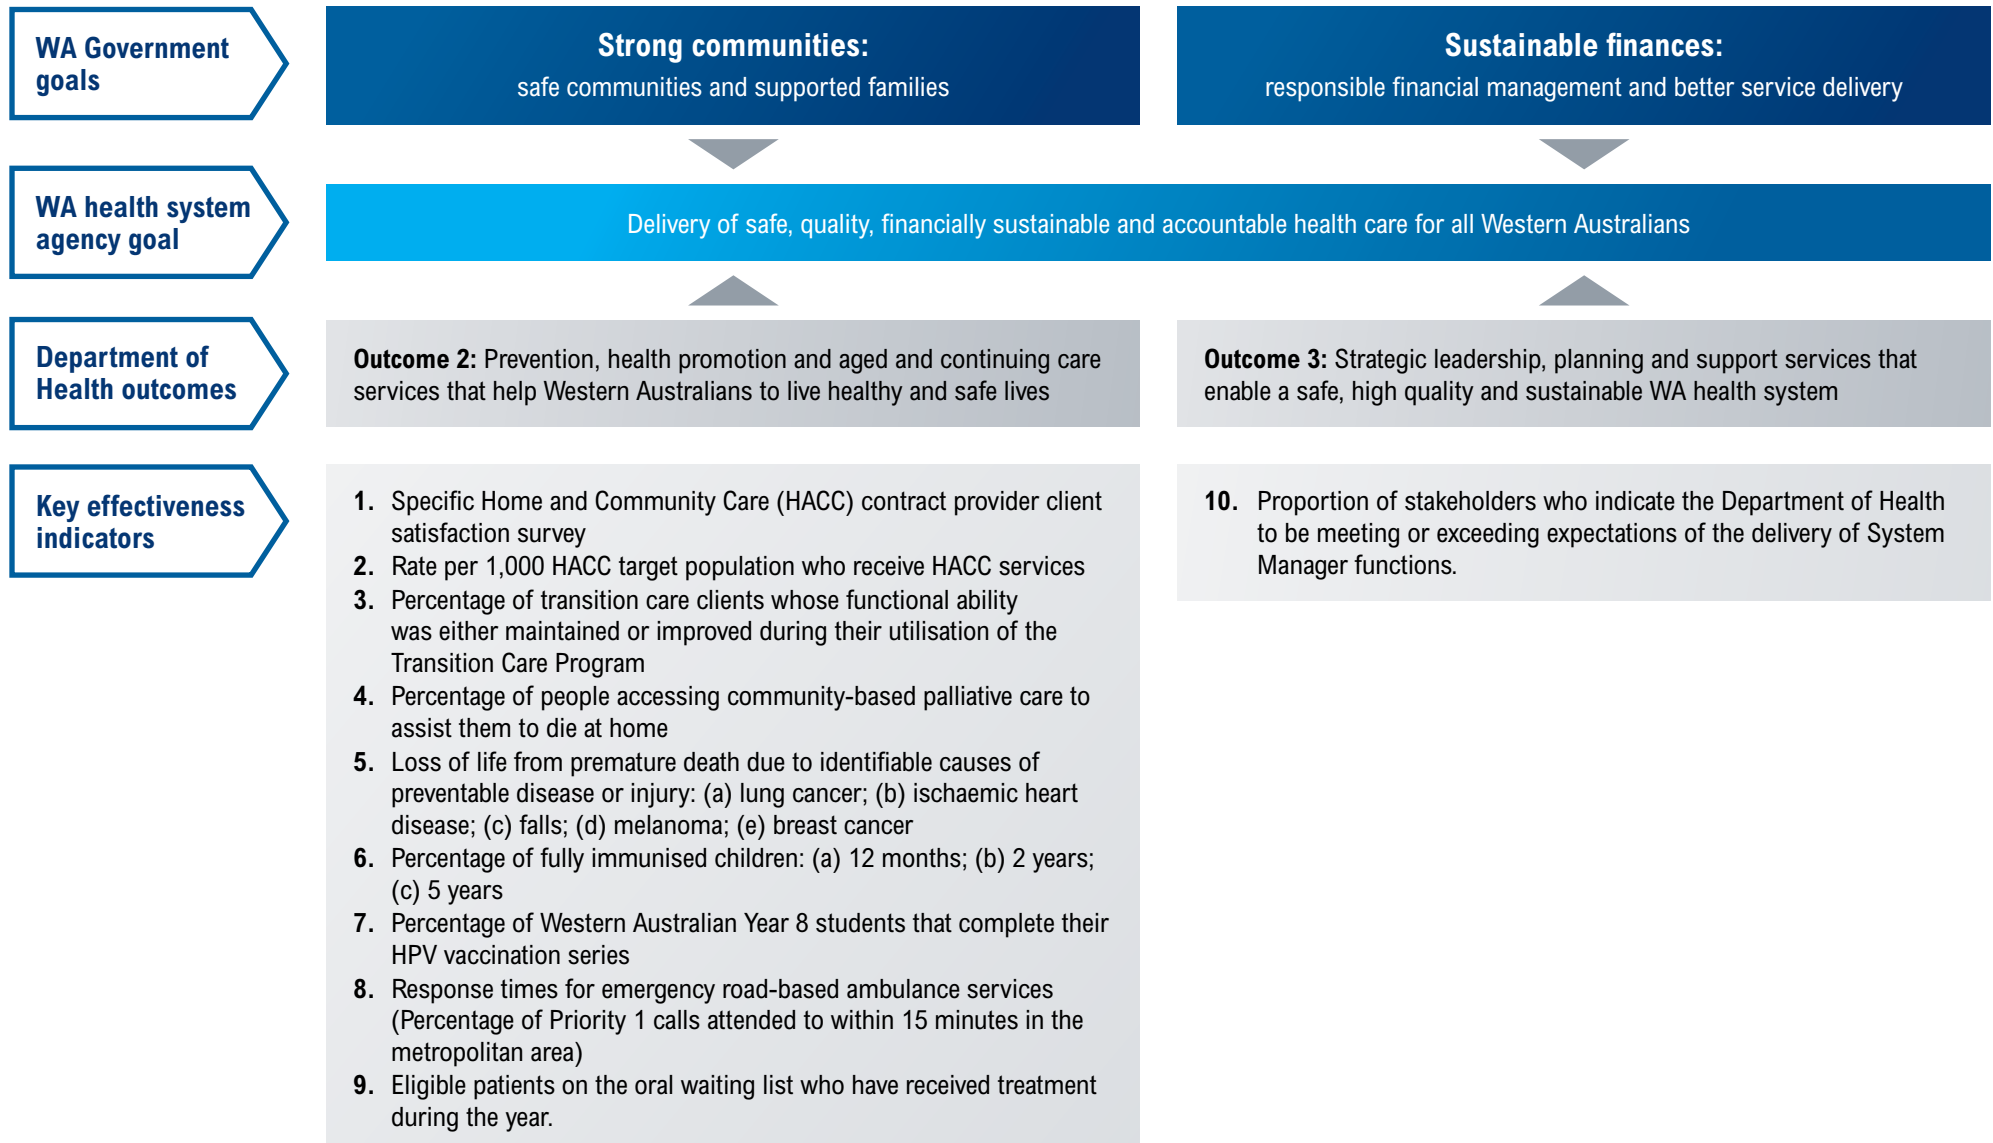 WA Government
goals
Strong communities:
safe communities and supported families
Sustainable finances:
responsible financial management and better service delivery
WA health system
agency goal
Delivery of safe, quality, financially sustainable and accountable health care for all Western Australians
Department of
Health outcomes
Outcome 2: Prevention, health promotion and aged and continuing care
services that help Western Australians to live healthy and safe lives
Outcome 3: Strategic leadership, planning and support services that
enable a safe, high quality and sustainable WA health system
Key effectiveness
indicators
1. Specific Home and Community Care (HACC) contract provider client
satisfaction survey
2. Rate per 1,000 HACC target population who receive HACC services
3. Percentage of transition care clients whose functional ability
was either maintained or improved during their utilisation of the
Transition Care Program
4. Percentage of people accessing community-based palliative care to
assist them to die at home
5. Loss of life from premature death due to identifiable causes of
preventable disease or injury: (a) lung cancer; (b) ischaemic heart
disease; (c) falls; (d) melanoma; (e) breast cancer
6. Percentage of fully immunised children: (a) 12 months; (b) 2 years;
(c) 5 years
7. Percentage of Western Australian Year 8 students that complete their
HPV vaccination series
8. Response times for emergency road-based ambulance services
(Percentage of Priority 1 calls attended to within 15 minutes in the
metropolitan area)
9. Eligible patients on the oral waiting list who have received treatment
during the year.
10. Proportion of stakeholders who indicate the Department of Health
to be meeting or exceeding expectations of the delivery of System
Manager functions.